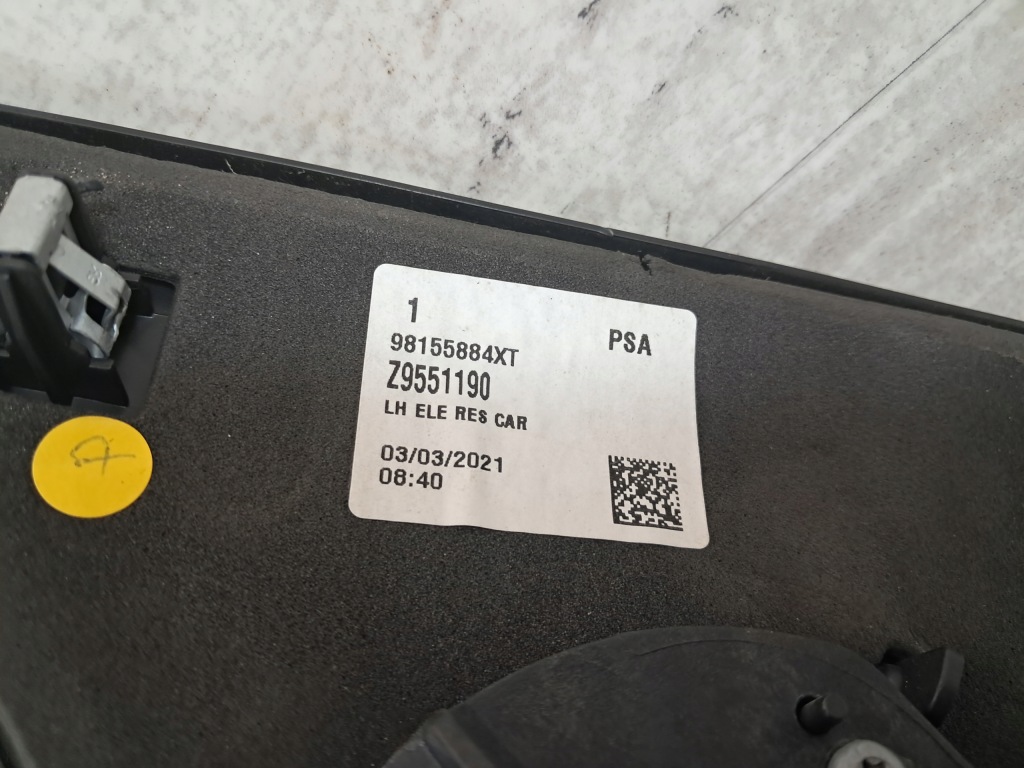 1
PSA
98155884XT
Z9551190
LH ELE RES CAR
03/03/2021
08:40